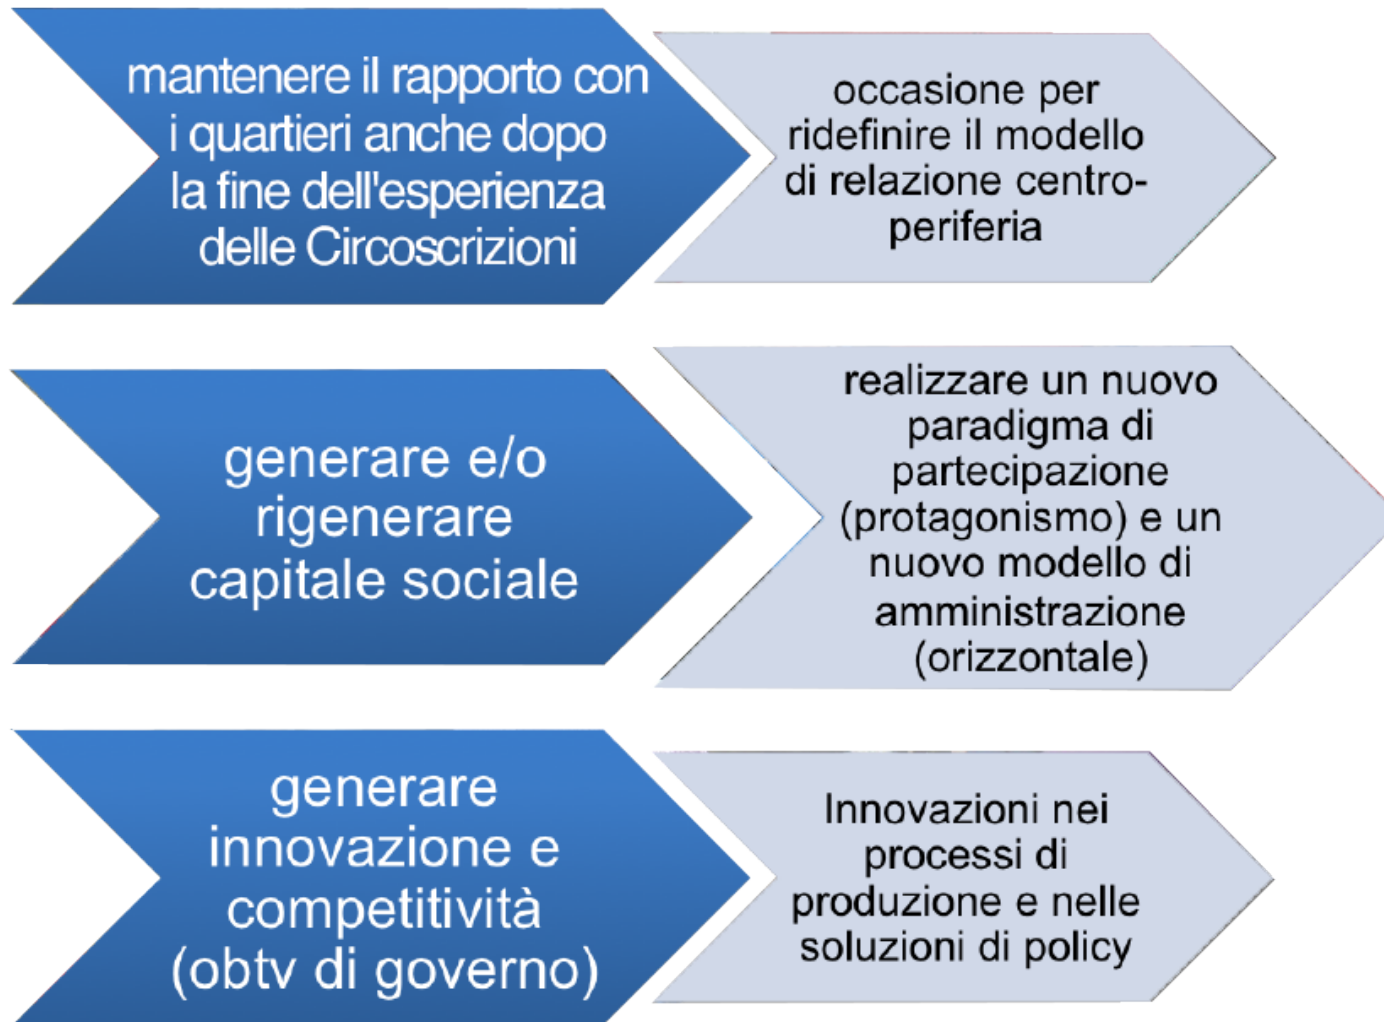 mantenere il rapporto con
i quartieri anche dopo
la fine dell'esperienza
delle Circoscrizioni
occasione per
ridefinire il modello
di relazione centro-
periferia
generare e/o
rigenerare
capitale sociale
realizzare un nuovo
paradigma di
partecipazione
(protagonismo) e un
nuovo modello di
amministrazione
(orizzontale)
generare
innovazione e
competitività
(obtv di governo)
Innovazioni nei
processi di
produzione e nelle
soluzioni di policy